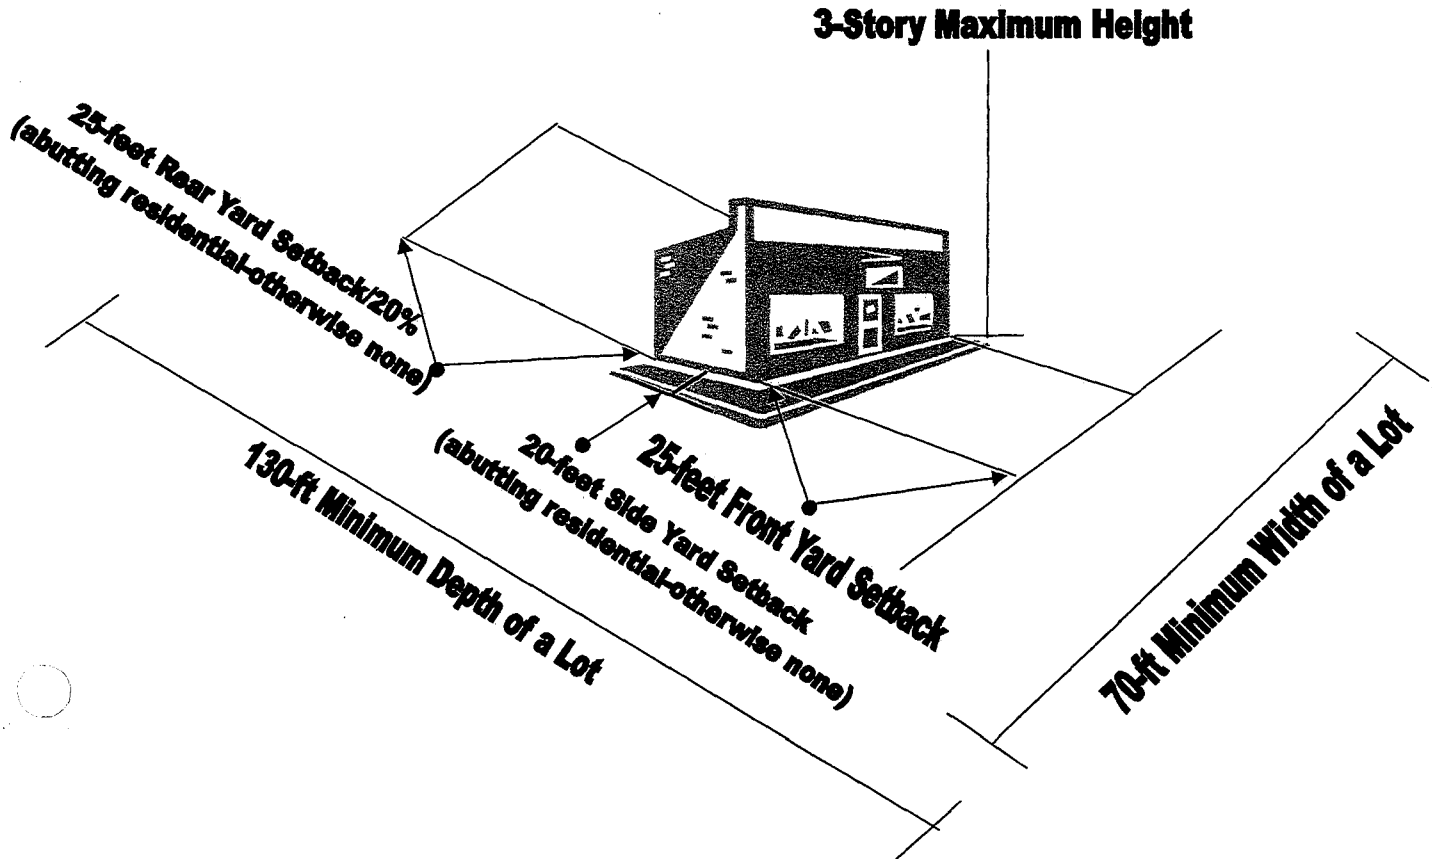 3-Story Maximum Height
25-feet Rear Yard Setback/20%
(abutting residential-otherwise none)
20-feet Side Yard Setback
(abutting residential-otherwise none)
25-feet Front Yard Setback
130-ft Minimum Depth of a Lot
70-ft Minimum Width of a Lot